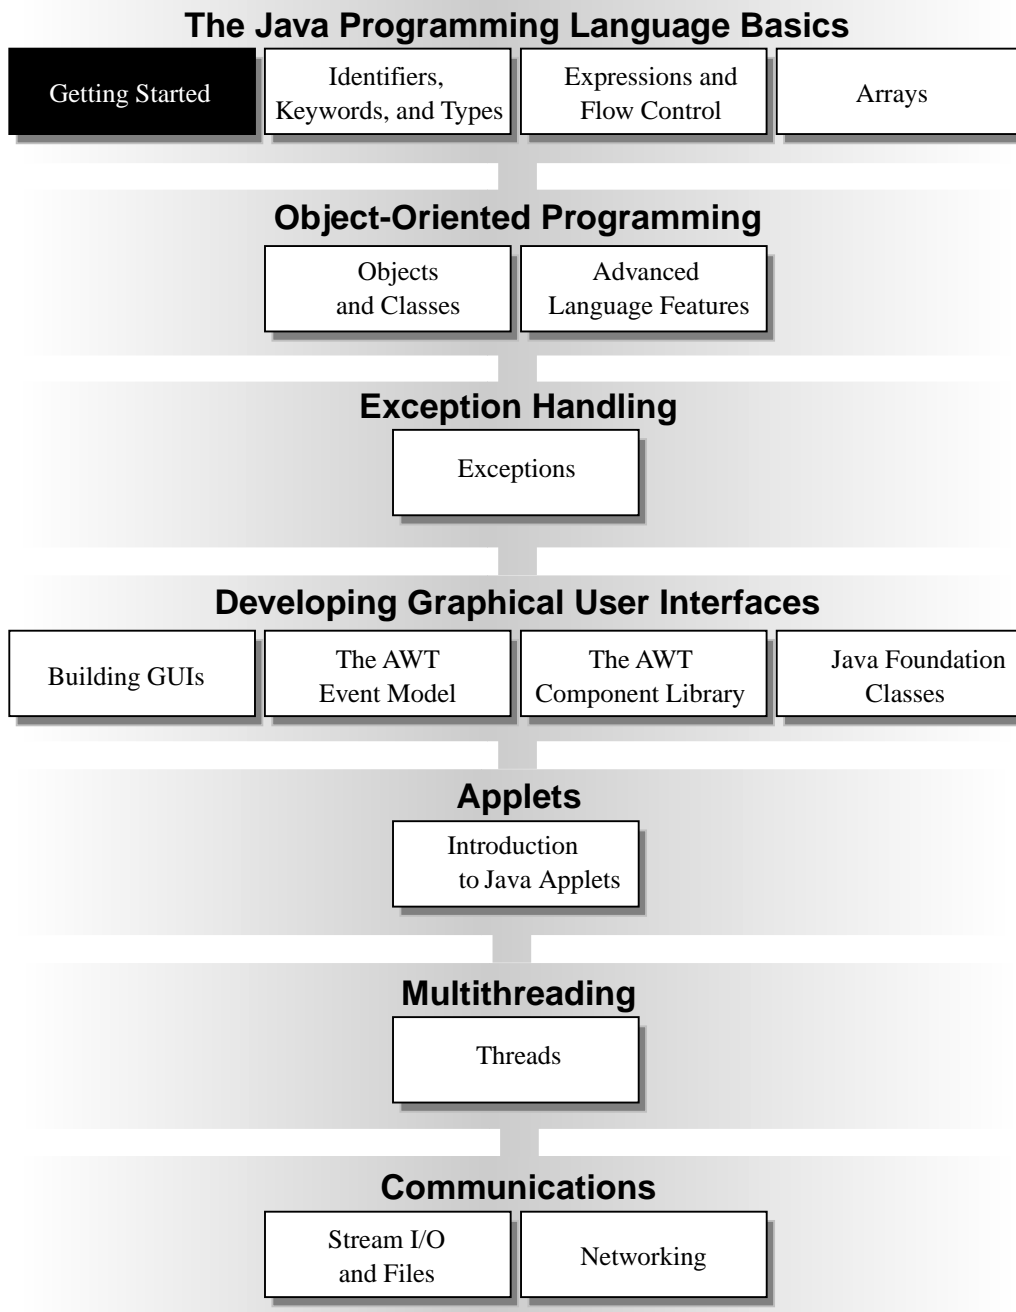 The Java Programming Language Basics
Getting Started
Identifiers,
Keywords, and Types
Expressions and
Flow Control
Arrays
Object-Oriented Programming
Objects
and Classes
Advanced
Language Features
Exception Handling
Exceptions
Developing Graphical User Interfaces
Building GUIs
The AWT
Event Model
The AWT
Component Library
Java Foundation
Classes
Applets
Introduction
to Java Applets
Multithreading
Threads
Communications
Stream I/O
and Files
Networking